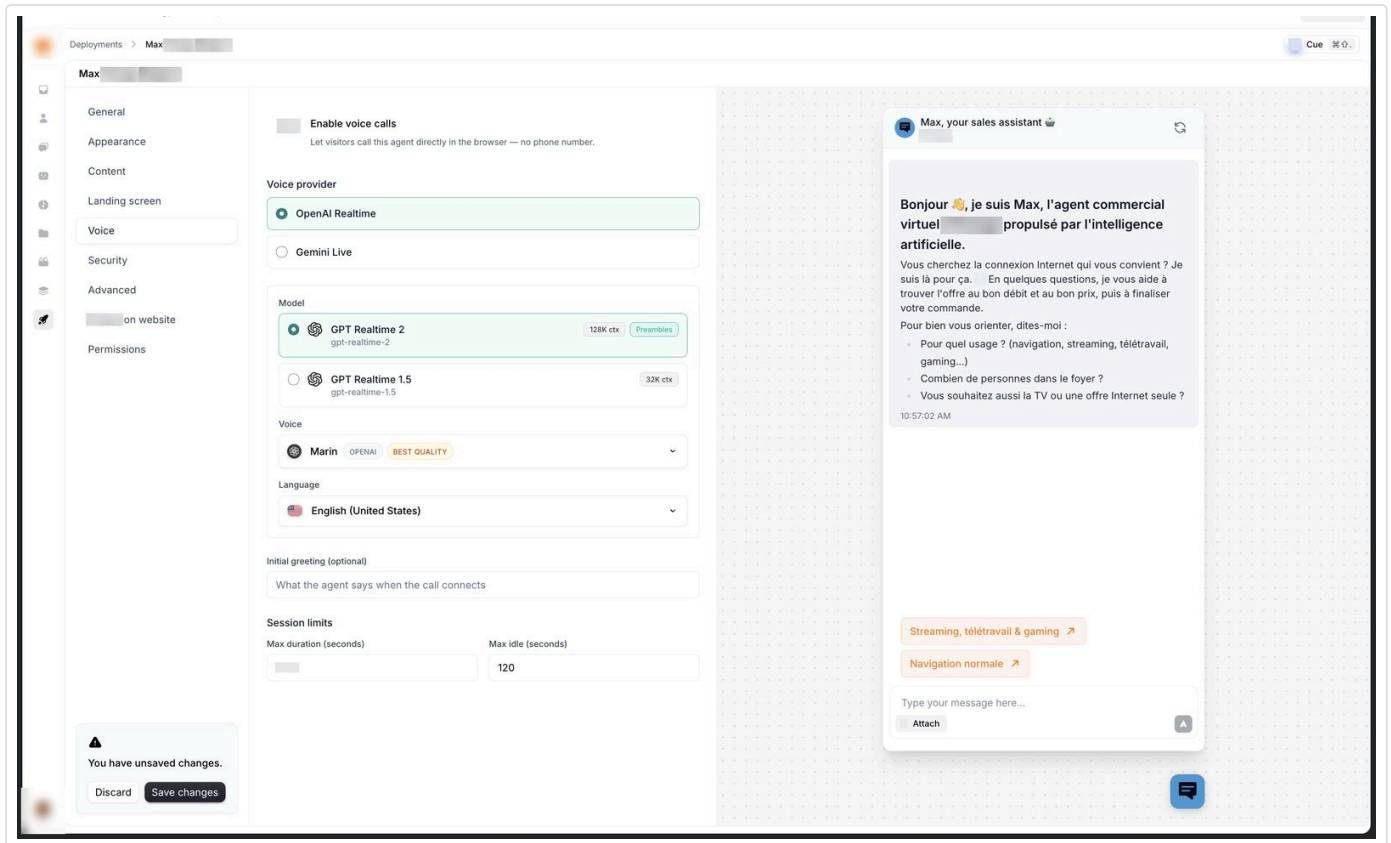 Deployments > Max
Cue ⌘⇧.
Max
General
Appearance
Content
Landing screen
Voice
Security
Advanced
on website
Permissions
You have unsaved changes.
Discard
Save changes
Enable voice calls
Let visitors call this agent directly in the browser — no phone number.
Voice provider
OpenAI Realtime
Gemini Live
Model
GPT Realtime 2
128K ctx
Preambles
gpt-realtime-2
GPT Realtime 1.5
32K ctx
gpt-realtime-1.5
Voice
Marin OPENAI BEST QUALITY
Language
English (United States)
Initial greeting (optional)
What the agent says when the call connects
Session limits
Max duration (seconds)
Max idle (seconds)
120
Max, your sales assistant
Bonjour 👋, je suis Max, l'agent commercial
virtuel propulsé par l'intelligence
artificielle.
Vous cherchez la connexion Internet qui vous convient ? Je
suis là pour ça. En quelques questions, je vous aide à
trouver l'offre au bon débit et au bon prix, puis à finaliser
votre commande.
Pour bien vous orienter, dites-moi :
Pour quel usage ? (navigation, streaming, télétravail,
gaming...)
Combien de personnes dans le foyer ?
Vous souhaitez aussi la TV ou une offre Internet seule ?
10:57:02 AM
Streaming, télétravail & gaming ↗
Navigation normale ↗
Type your message here...
Attach